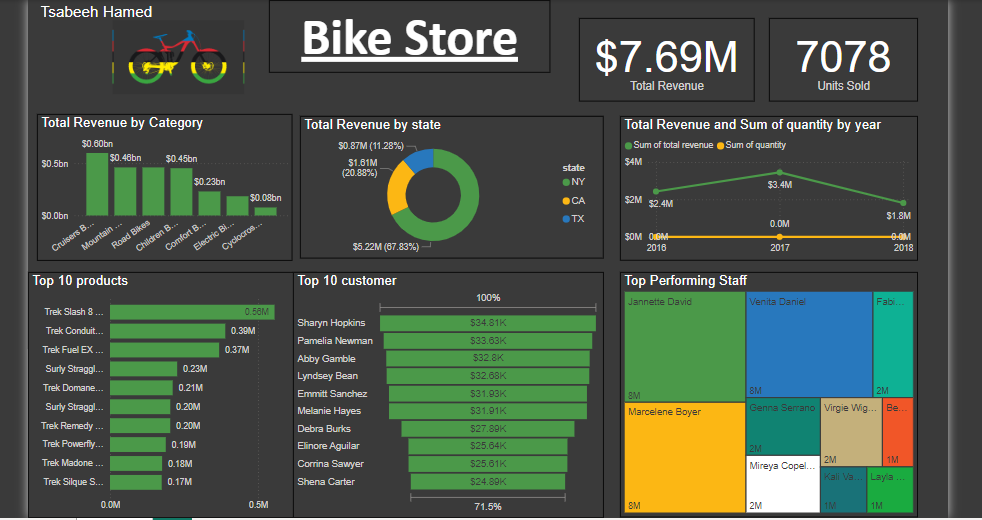 Tsabeeh Hamed
Bike Store
$7.69M
Total Revenue
7078
Units Sold
Total Revenue by Category
$0.60bn
$0.46bn
$0.45bn
$0.23bn
$0.08bn
$0.5bn
$0.0bn
Cruisers B...
Mountain ...
Road Bikes
Children B...
Comfort B...
Electric Bi...
Cyclocros...
Total Revenue by state
$0.87M (11.28%)
$1.61M
(20.88%)
$5.22M (67.83%)
state
NY
CA
TX
Total Revenue and Sum of quantity by year
Sum of total revenue
Sum of quantity
$4M
$2M
$0M
$2.4M
$3.4M
$1.8M
0.0M
0.0M
0.0M
2016
2017
2018
Top 10 products
Trek Slash 8 ...
0.56M
Trek Conduit...
0.39M
Trek Fuel EX ...
0.37M
Surly Straggl...
0.23M
Trek Domane...
0.21M
Surly Straggl...
0.20M
Trek Remedy ...
0.20M
Trek Powerfly...
0.19M
Trek Madone ...
0.18M
Trek Silque S...
0.17M
0.0M
0.5M
Top 10 customer
100%
Sharyn Hopkins
$34.81K
Pamelia Newman
$33.63K
Abby Gamble
$32.8K
Lyndsey Bean
$32.68K
Emmitt Sanchez
$31.93K
Melanie Hayes
$31.91K
Debra Burks
$27.89K
Elinore Aguilar
$25.64K
Corrina Sawyer
$25.61K
Shena Carter
$24.89K
71.5%
Top Performing Staff
Jannette David
8M
Venita Daniel
8M
Fabi...
2M
Marcelene Boyer
8M
Genna Serrano
2M
Virgie Wig...
2M
Be...
1M
Mireya Copel...
2M
Kali Va...
1M
Layla ...
1M